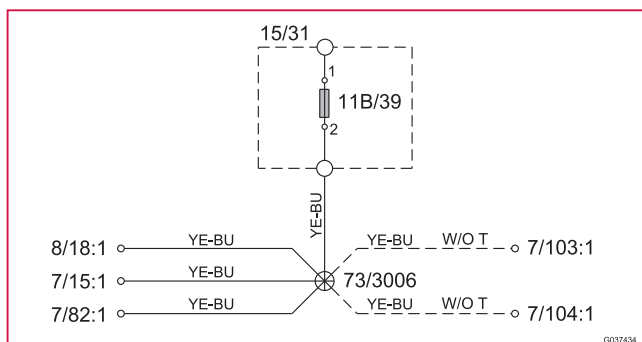 15/31
1
11B/39
2
YE-BU
8/18:1 YE-BU YE-BU W/O T 7/103:1
7/15:1 YE-BU 73/3006
7/82:1 YE-BU YE-BU W/O T 7/104:1
G037434